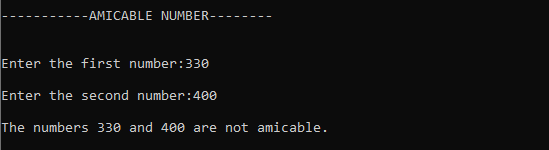 -----------AMICABLE NUMBER--------
Enter the first number:330
Enter the second number:400
The numbers 330 and 400 are not amicable.